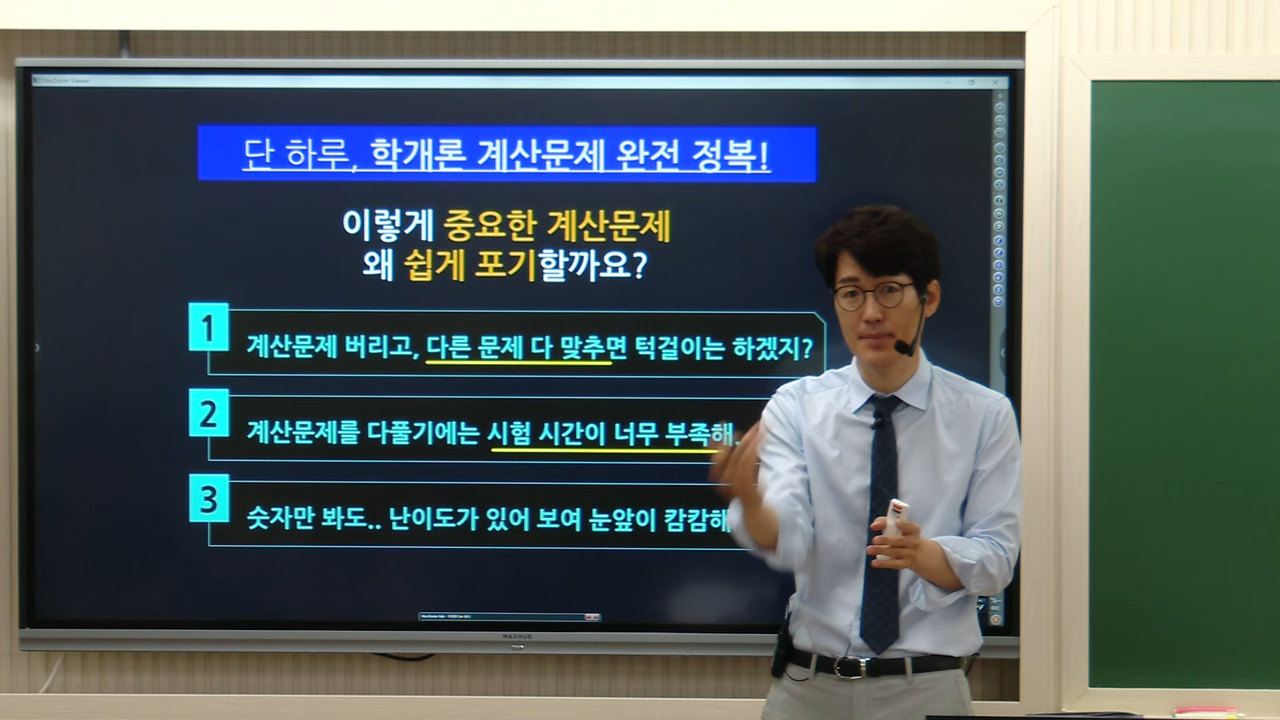 단 하루, 학개론 계산문제 완전 정복!
이렇게 중요한 계산문제
왜 쉽게 포기할까요?
1
계산문제 버리고, 다른 문제 다 맞추면 턱걸이는 하겠지?
2
계산문제를 다풀기에는 시험 시간이 너무 부족해.
3
숫자만 봐도.. 난이도가 있어 보여 눈앞이 캄캄해